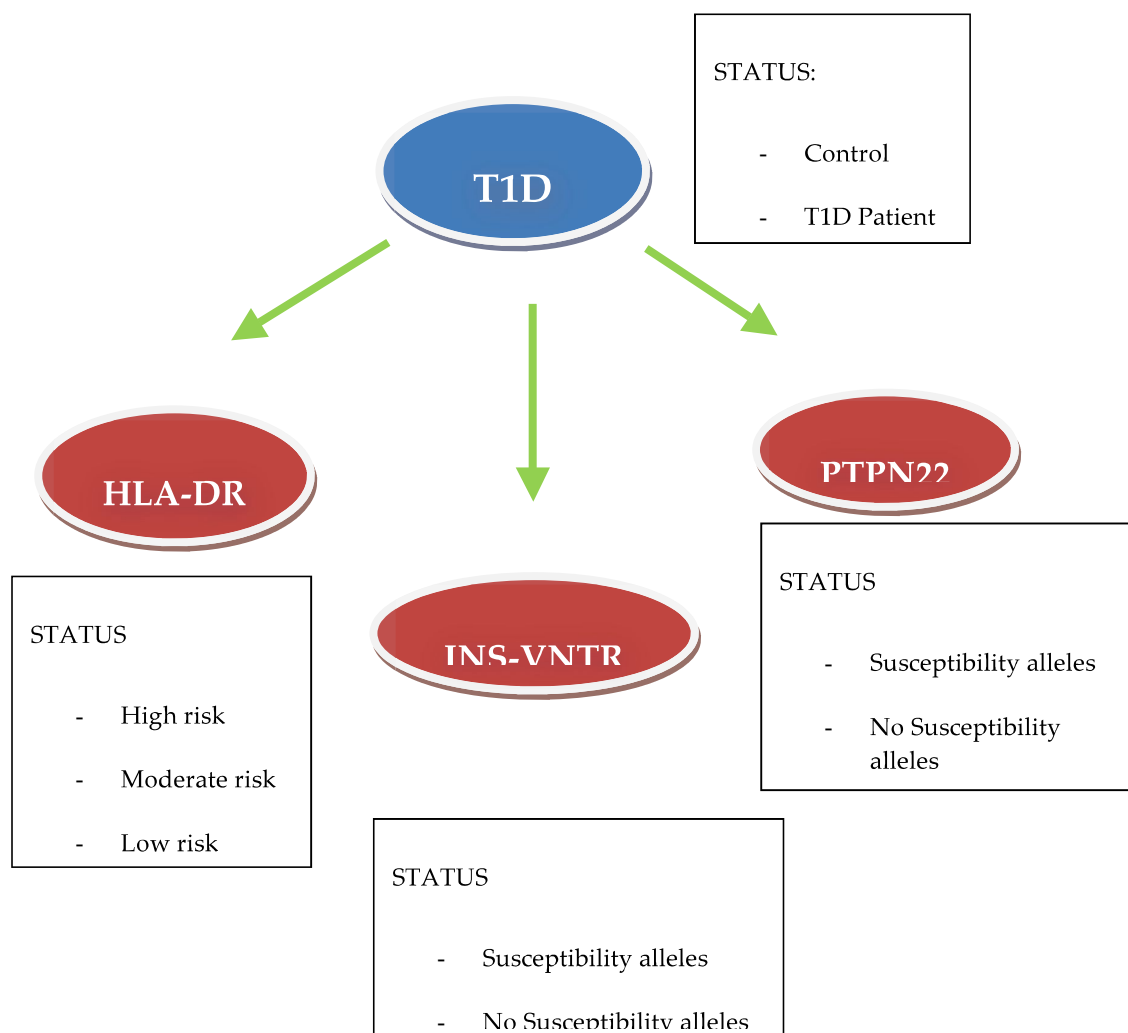 STATUS:
- Control
- T1D Patient
T1D
HLA-DR
STATUS
- High risk
- Moderate risk
- Low risk
INS-VNTR
STATUS
- Susceptibility alleles
- No Susceptibility alleles
PTPN22
STATUS
- Susceptibility alleles
- No Susceptibility
alleles